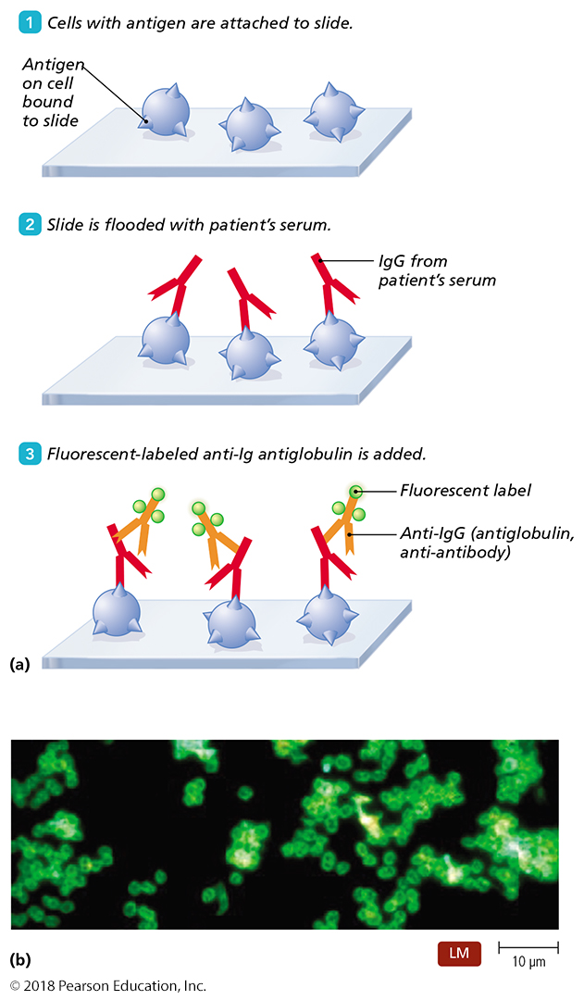 1 Cells with antigen are attached to slide.
Antigen
on cell
bound
to slide
2 Slide is flooded with patient's serum.
IgG from
patient's serum
3 Fluorescent-labeled anti-Ig antiglobulin is added.
Fluorescent label
Anti-IgG (antiglobulin,
anti-antibody)
(a)
(b)
LM
10 µm
© 2018 Pearson Education, Inc.